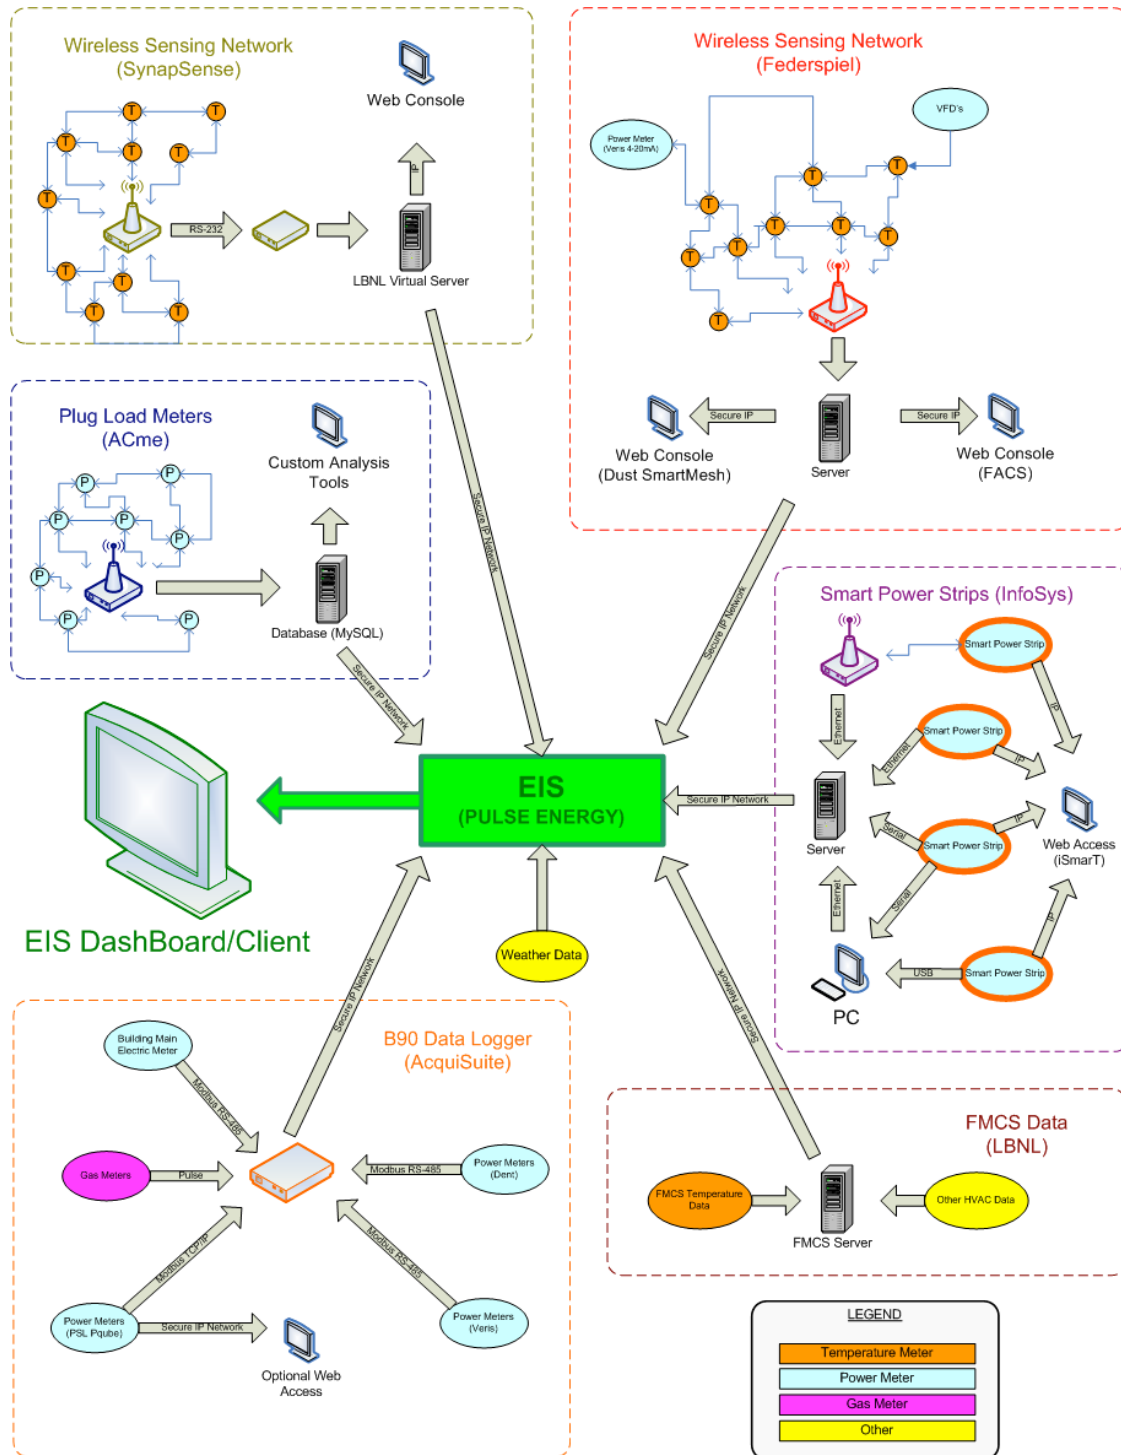 Wireless Sensing Network
(SynapSense)
Web Console
T
T
T
T
T
T
T
T
T
T
T
IP
RS-232
LBNL Virtual Server
Wireless Sensing Network
(Federspiel)
Power Meter
(Veris 4-20mA)
VFD's
T
T
T
T
T
T
T
T
T
Secure IP
Secure IP
Web Console
(Dust SmartMesh)
Server
Web Console
(FACS)
Plug Load Meters
(ACme)
Custom Analysis
Tools
P
P
P
P
P
P
P
P
Database (MySQL)
Secure IP Network
Secure IP Network
Secure IP Network
Smart Power Strips (InfoSys)
Smart Power Strip
IP
Ethernet
Smart Power Strip
Ethernet
IP
Secure IP Network
Server
Serial
Smart Power Strip
IP
Web Access
(iSmarT)
Serial
Ethernet
IP
USB
Smart Power Strip
PC
EIS
(PULSE ENERGY)
EIS DashBoard/Client
Weather Data
Secure IP Network
Secure IP Network
B90 Data Logger
(AcquiSuite)
Building Main
Electric Meter
Modbus RS-485
Gas Meters
Pulse
Modbus RS-485
Power Meters
(Dent)
Modbus TCP/IP
Modbus RS-485
Power Meters
(PSL Pqube)
Secure IP Network
Power Meters
(Veris)
Optional Web
Access
FMCS Data
(LBNL)
FMCS Temperature
Data
Other HVAC Data
FMCS Server
LEGEND
Temperature Meter
Power Meter
Gas Meter
Other